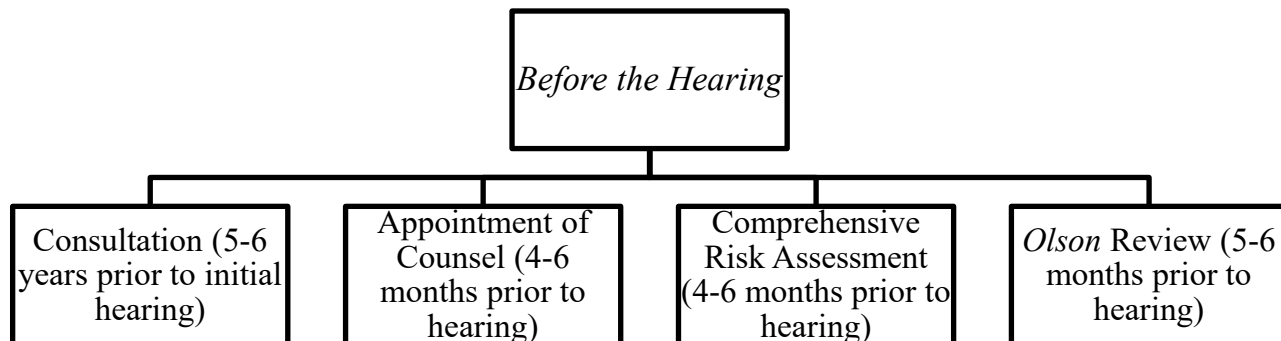 Before the Hearing
Consultation (5-6
years prior to initial
hearing)
Appointment of
Counsel (4-6
months prior to
hearing)
Comprehensive
Risk Assessment
(4-6 months prior to
hearing)
Olson Review (5-6
months prior to
hearing)